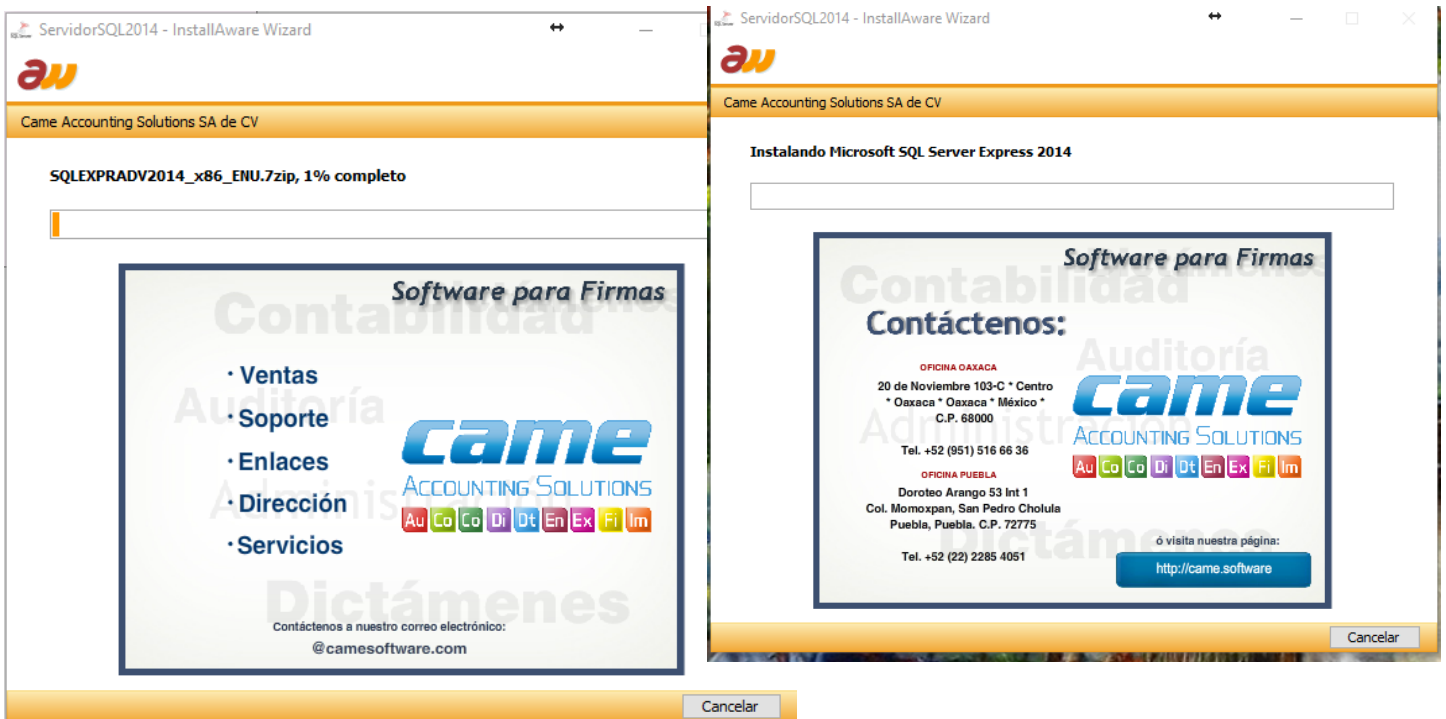 ServidorSQL2014 - InstallAware Wizard
aw
Came Accounting Solutions SA de CV
SQLEXPRADV2014_x86_ENU.7zip, 1% completo
Software para Firmas
Contabilidad
· Ventas
Auditoría
· Soporte
came
· Enlaces
ACCOUNTING SOLUTIONS
Administración
· Dirección
Au Co Co Di Dt En Ex Fi Im
· Servicios
Dictámenes
Contáctenos a nuestro correo electrónico:
@camesoftware.com
Cancelar
ServidorSQL2014 - InstallAware Wizard
aw
Came Accounting Solutions SA de CV
Instalando Microsoft SQL Server Express 2014
Software para Firmas
Contabilidad
Contáctenos:
Auditoría
OFICINA OAXACA
20 de Noviembre 103-C * Centro
* Oaxaca * Oaxaca * México *
C.P. 68000
came
Administración
ACCOUNTING SOLUTIONS
Tel. +52 (951) 516 66 36
Au Co Co Di Dt En Ex Fi Im
OFICINA PUEBLA
Doroteo Arango 53 Int 1
Col. Momoxpan, San Pedro Cholula
Puebla, Puebla. C.P. 72775
Dictámenes
Tel. +52 (22) 2285 4051
ó visita nuestra página:
http://came.software
Cancelar